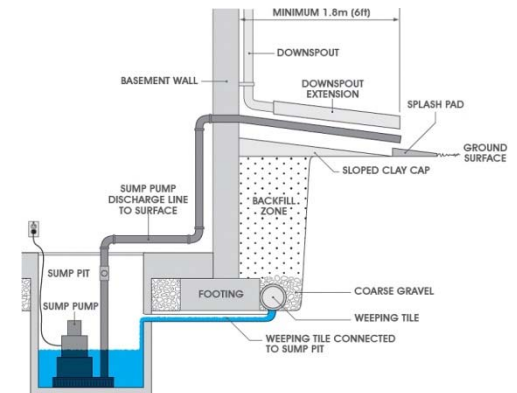 MINIMUM 1.8m (6ft)
DOWNSPOUT
BASEMENT WALL
DOWNSPOUT
EXTENSION
SPLASH PAD
GROUND
SURFACE
SLOPED CLAY CAP
SUMP PUMP
DISCHARGE LINE
TO SURFACE
BACKFILL
ZONE
SUMP PIT
FOOTING
COARSE GRAVEL
SUMP PUMP
WEEPING TILE
WEEPING TILE CONNECTED
TO SUMP PIT